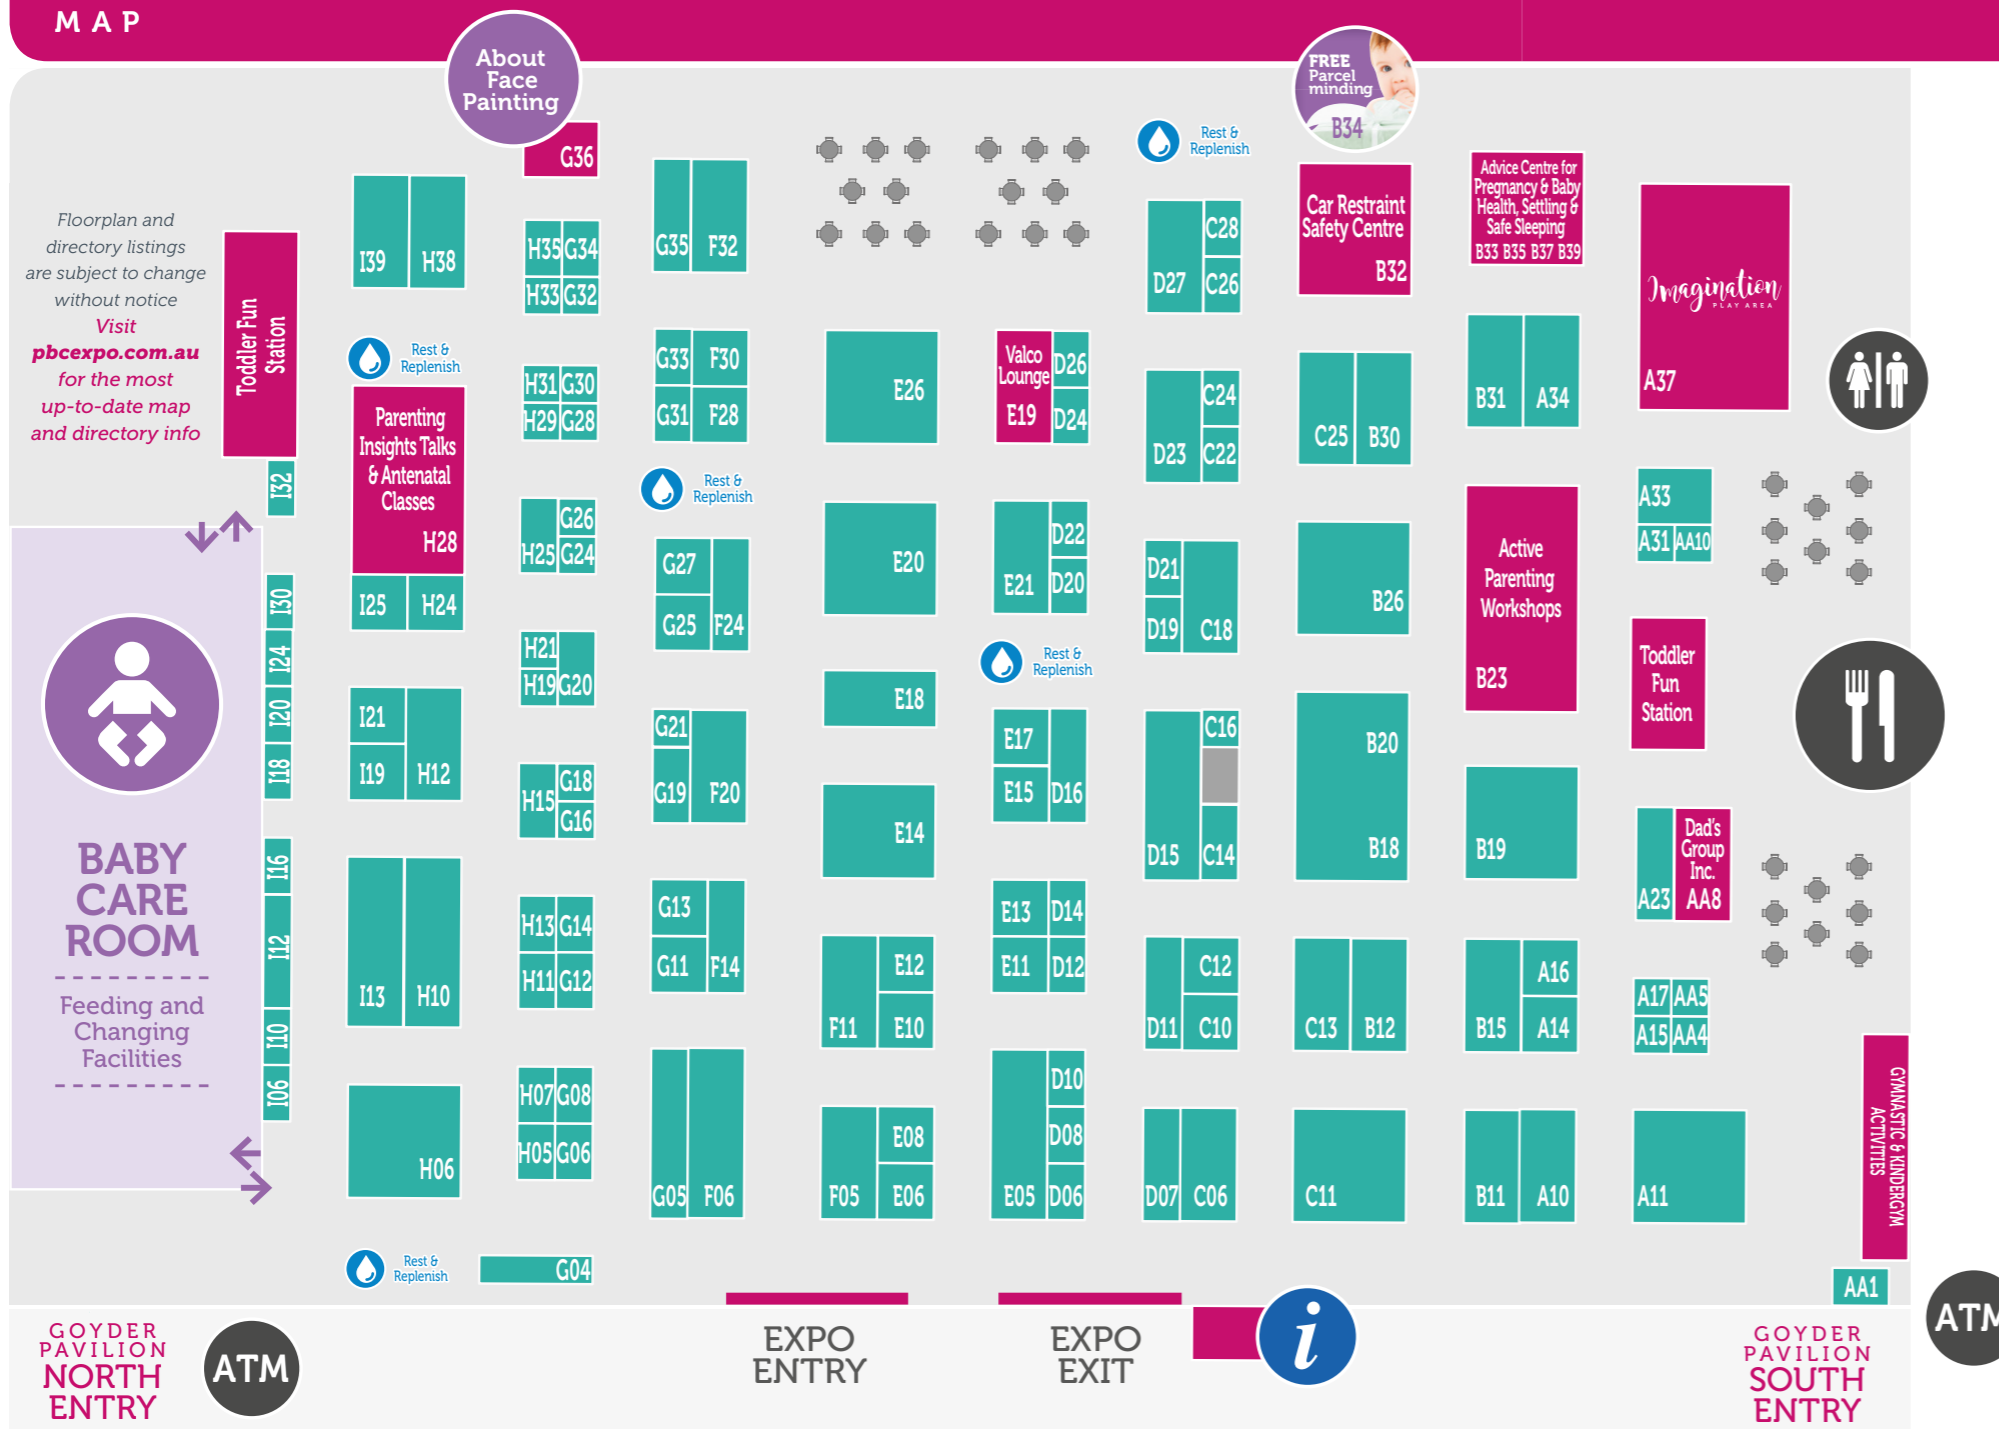 MAP
About
Face
Painting
G36
FREE
Parcel
minding
B34
Floorplan and
directory listings
are subject to change
without notice
Visit
pbcexpo.com.au
for the most
up-to-date map
and directory info
Toddler Fun
Station
I32
I39
H38
Rest &
Replenish
Parenting
Insights Talks
& Antenatal
Classes
H28
I25
H24
I21
I19
H12
I13
H10
H06
Rest &
Replenish
BABY
CARE
ROOM
Feeding and
Changing
Facilities
I30
I24
I20
I18
I16
I12
I10
I06
H35
G34
H33
G32
H31
G30
H29
G28
H25
G26
G24
H21
H19
G20
H15
G18
G16
H13
G14
H11
G12
H07
G08
H05
G06
G04
G35
F32
G33
F30
G31
F28
Rest &
Replenish
G27
G25
F24
G21
G19
F20
G13
G11
F14
G05
F06
E26
E20
E18
E14
F11
E12
E10
F05
E08
E06
Valco
Lounge
E19
D26
D24
E21
D22
D20
Rest &
Replenish
E17
E15
D16
E13
D14
E11
D12
E05
D10
D08
D06
Rest &
Replenish
D27
C28
C26
D23
C24
C22
D21
D19
C18
D15
C16
C14
D11
C12
C10
D07
C06
Car Restraint
Safety Centre
B32
C25
B30
B26
B20
B18
C13
B12
C11
Advice Centre for
Pregnancy & Baby
Health, Settling &
Safe Sleeping
B33 B35 B37 B39
B31
A34
Active
Parenting
Workshops
B23
B19
B15
A16
A14
B11
A10
Imagination
PLAY AREA
A37
A33
A31
AA10
Toddler
Fun
Station
A23
Dad's
Group
Inc.
AA8
A17
AA5
A15
AA4
A11
GYMNASTIC & KINDERGYM
ACTIVITIES
AA1
GOYDER
PAVILION
NORTH
ENTRY
ATM
EXPO
ENTRY
EXPO
EXIT
i
GOYDER
PAVILION
SOUTH
ENTRY
ATM